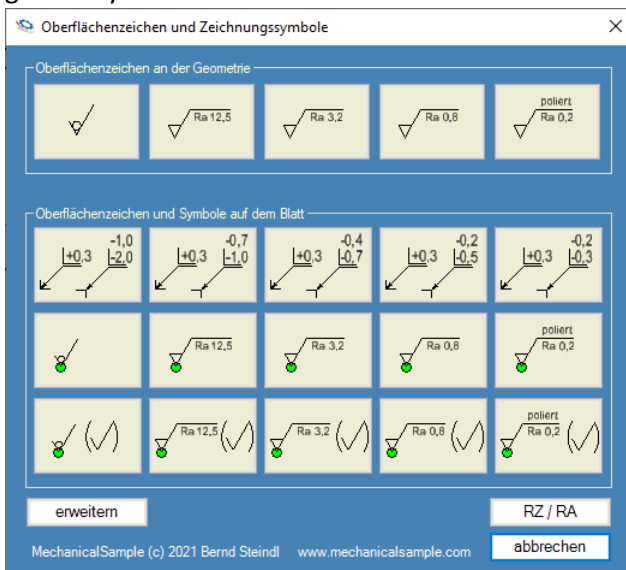 Oberflächenzeichen und Zeichnungssymbole
Oberflächenzeichen an der Geometrie
Ra 12,5
Ra 3,2
Ra 0,8
poliert
Ra 0,2
Oberflächenzeichen und Symbole auf dem Blatt
+0,3 -1,0 -2,0
+0,3 -0,7 -1,0
+0,3 -0,4 -0,7
+0,3 -0,2 -0,5
+0,3 -0,2 -0,3
Ra 12,5
Ra 3,2
Ra 0,8
poliert
Ra 0,2
Ra 12,5
Ra 3,2
Ra 0,8
poliert
Ra 0,2
erweitern
RZ / RA
MechanicalSample (c) 2021 Bernd Steindl www.mechanicalsample.com
abbrechen